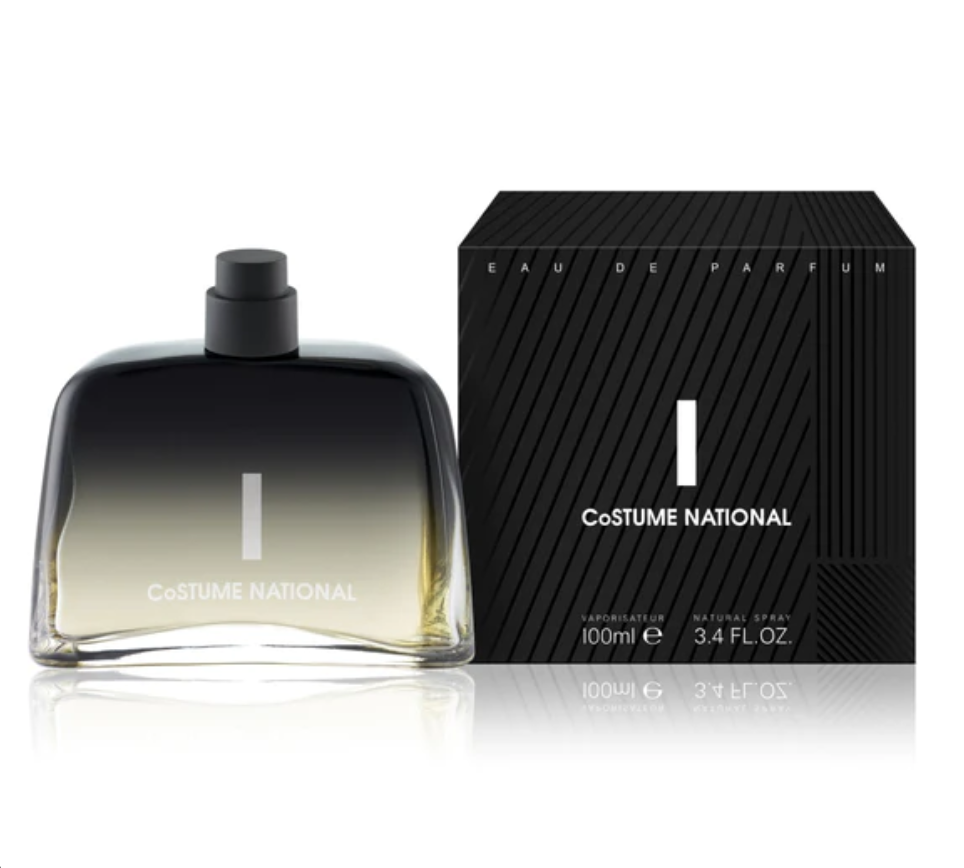 EAU DE PARFUM
I
CoSTUME NATIONAL
VAPORISATEUR NATURAL SPRAY
100ml ℮ 3.4 FL.OZ.
I
CoSTUME NATIONAL